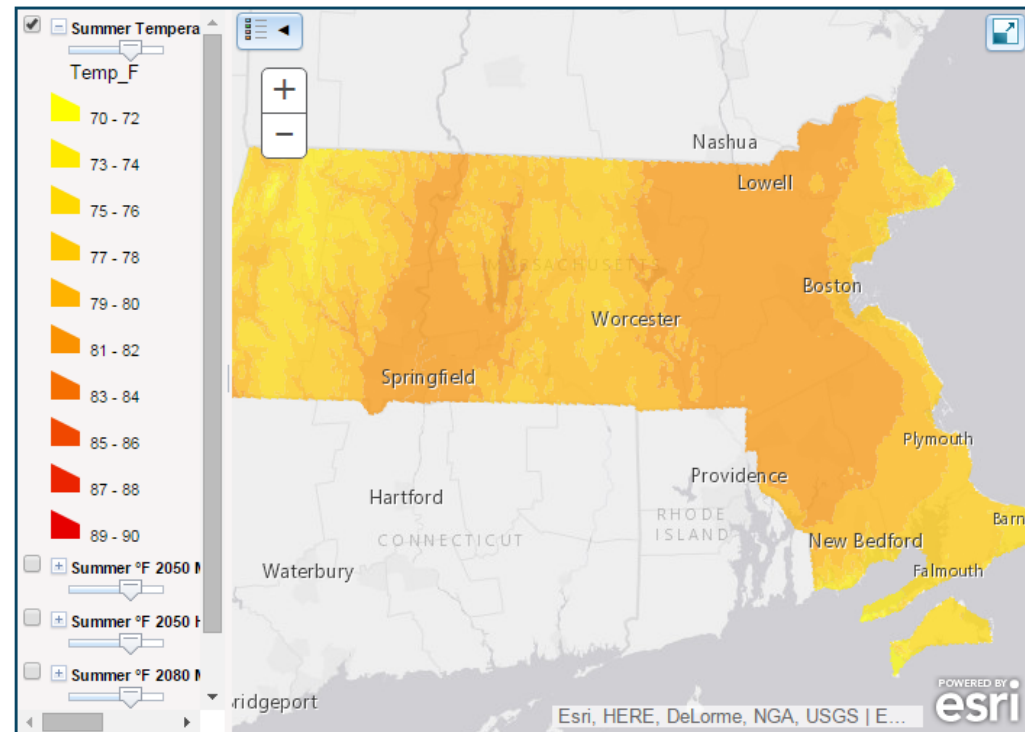 Summer Tempera
Temp_F
70 - 72
73 - 74
75 - 76
77 - 78
79 - 80
81 - 82
83 - 84
85 - 86
87 - 88
89 - 90
Summer °F 2050 M
Summer °F 2050 H
Summer °F 2080 M
Nashua
Lowell
MASSACHUSETTS
Boston
Worcester
Springfield
Plymouth
Providence
Hartford
RHODE
ISLAND
Barn
CONNECTICUT
New Bedford
Waterbury
Falmouth
ridgeport
Esri, HERE, DeLorme, NGA, USGS | E...
POWERED BY
esri